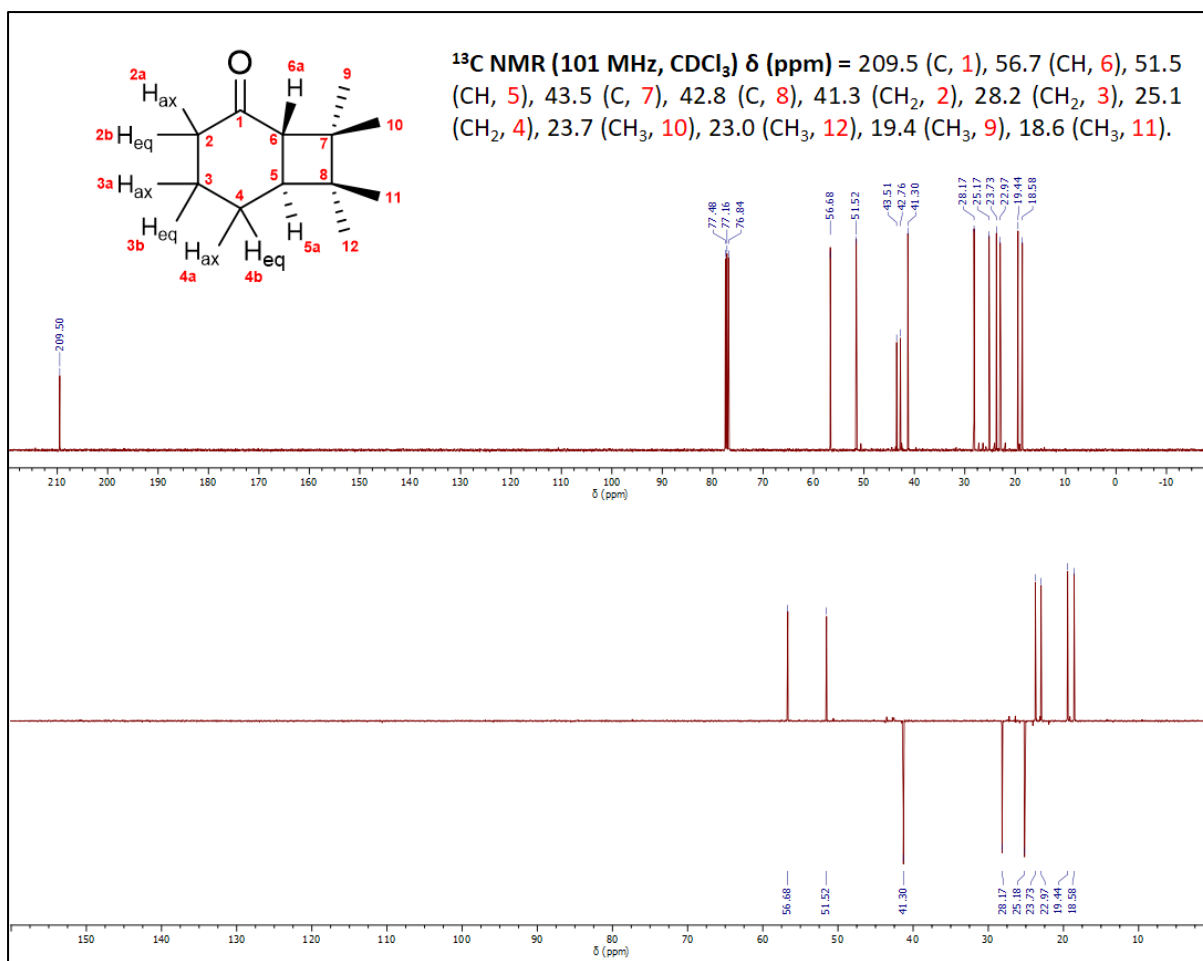 ¹³C NMR (101 MHz, CDCl₃) δ (ppm) = 209.5 (C, 1), 56.7 (CH, 6), 51.5
(CH, 5), 43.5 (C, 7), 42.8 (C, 8), 41.3 (CH₂, 2), 28.2 (CH₂, 3), 25.1
(CH₂, 4), 23.7 (CH₃, 10), 23.0 (CH₃, 12), 19.4 (CH₃, 9), 18.6 (CH₃, 11).
O
2a
6a
9
Hax
H
1
10
2b Heq
2
6
7
3a Hax
3
5
8
4
11
Heq
H
5a
12
3b
Hax
Heq
4a
4b
209.50
77.48
77.16
76.84
56.68
51.52
43.51
42.76
41.30
28.17
25.17
23.73
22.97
19.44
18.58
210 200 190 180 170 160 150 140 130 120 110 100 90 80 70 60 50 40 30 20 10 0 -10
δ (ppm)
56.68
51.52
41.30
28.17
25.18
23.73
22.97
19.44
18.58
150 140 130 120 110 100 90 80 70 60 50 40 30 20 10 0
δ (ppm)